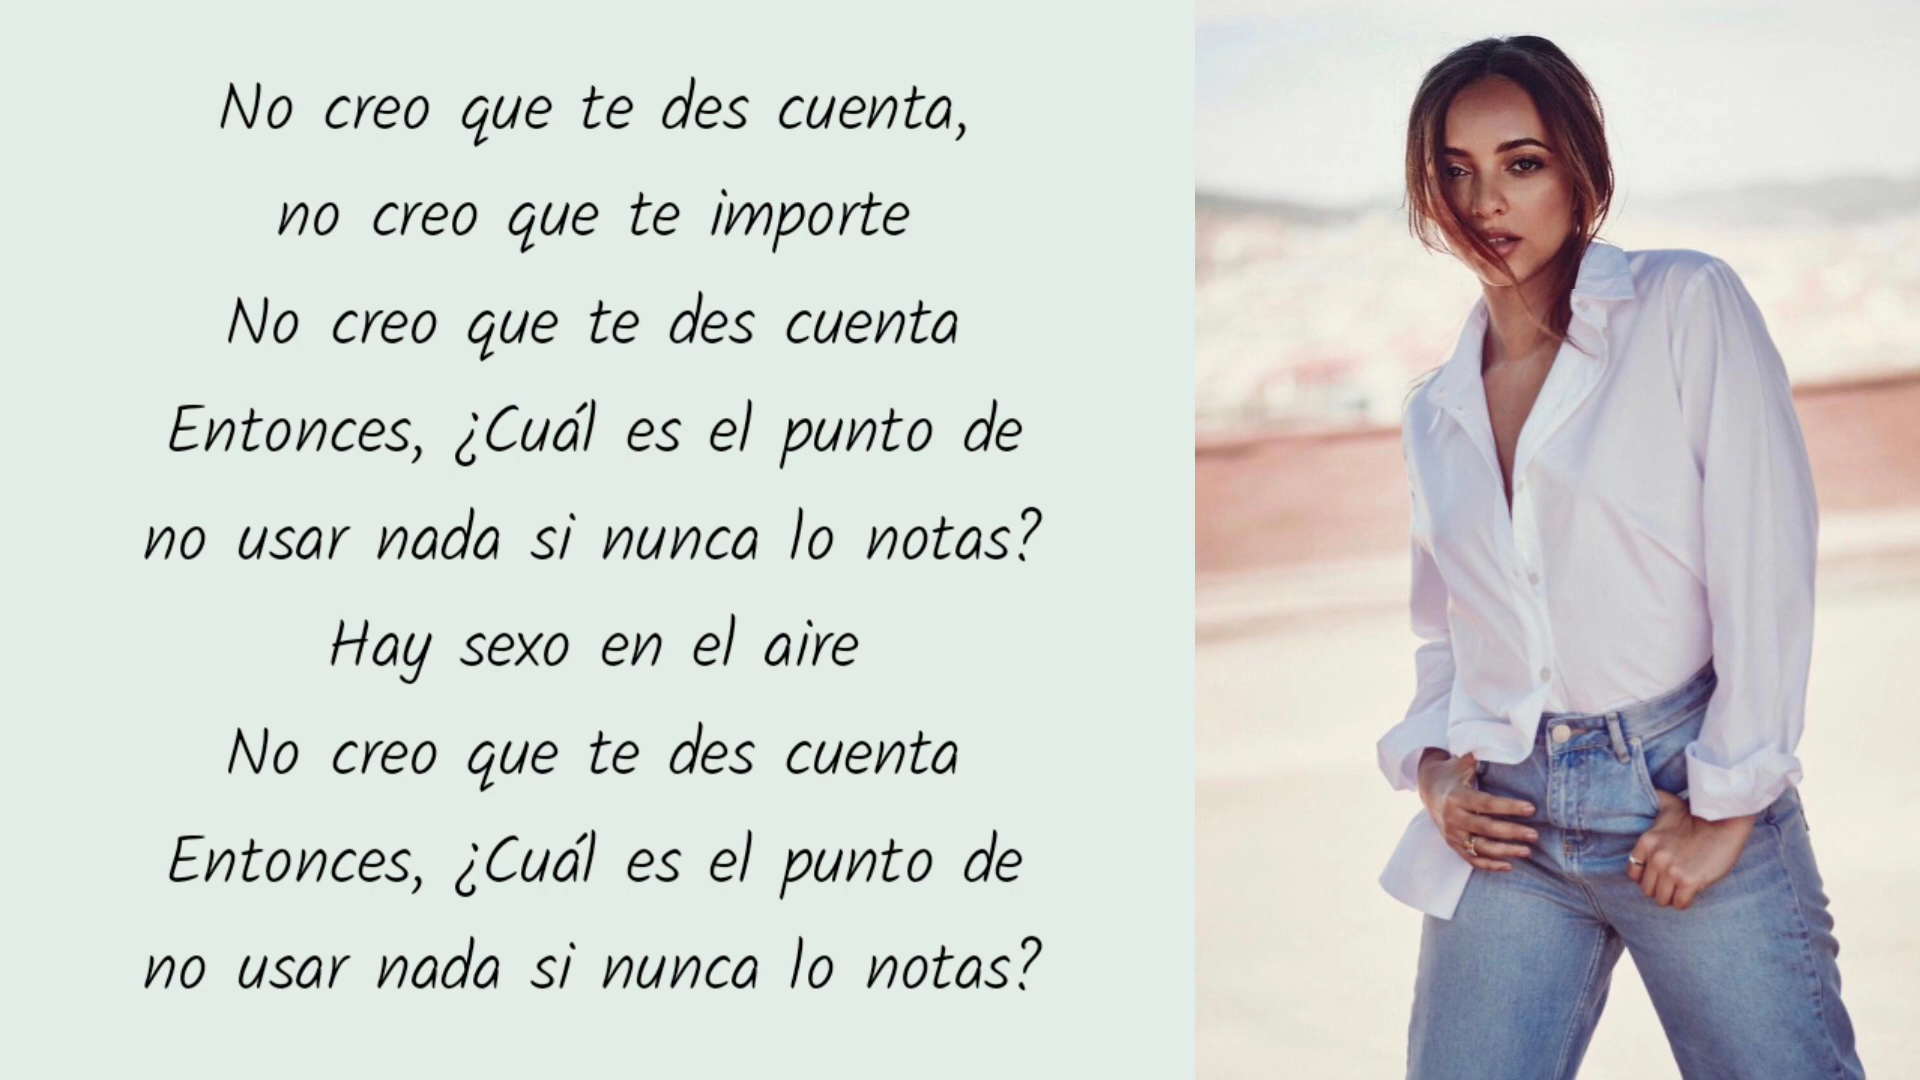 No creo que te des cuenta,
no creo que te importe
No creo que te des cuenta
Entonces, ¿Cuál es el punto de
no usar nada si nunca lo notas?
Hay sexo en el aire
No creo que te des cuenta
Entonces, ¿Cuál es el punto de
no usar nada si nunca lo notas?